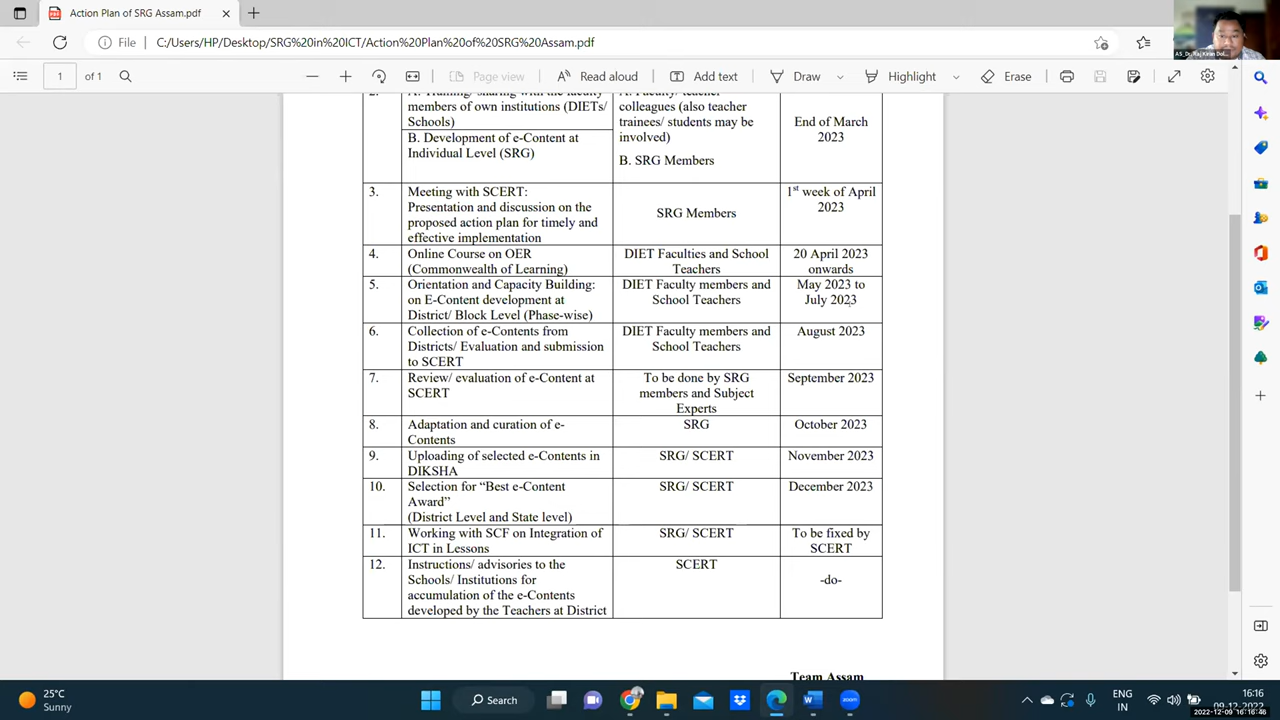 Action Plan of SRG Assam.pdf
File
C:/Users/HP/Desktop/SRG%20in%20ICT/Action%20Plan%20of%20SRG%20Assam.pdf
1
of 1
Page view
Read aloud
Add text
Draw
Highlight
Erase
members of own institutions (DIETs/
Schools)
B. Development of e-Content at
Individual Level (SRG)
colleagues (also teacher
trainees/ students may be
involved)
B. SRG Members
End of March
2023
3.
Meeting with SCERT:
Presentation and discussion on the
proposed action plan for timely and
effective implementation
SRG Members
1st week of April
2023
4.
Online Course on OER
(Commonwealth of Learning)
DIET Faculties and School
Teachers
20 April 2023
onwards
5.
Orientation and Capacity Building:
on E-Content development at
District/ Block Level (Phase-wise)
DIET Faculty members and
School Teachers
May 2023 to
July 2023
6.
Collection of e-Contents from
Districts/ Evaluation and submission
to SCERT
DIET Faculty members and
School Teachers
August 2023
7.
Review/ evaluation of e-Content at
SCERT
To be done by SRG
members and Subject
Experts
September 2023
8.
Adaptation and curation of e-
Contents
SRG
October 2023
9.
Uploading of selected e-Contents in
DIKSHA
SRG/ SCERT
November 2023
10.
Selection for “Best e-Content
Award”
(District Level and State level)
SRG/ SCERT
December 2023
11.
Working with SCF on Integration of
ICT in Lessons
SRG/ SCERT
To be fixed by
SCERT
12.
Instructions/ advisories to the
Schools/ Institutions for
accumulation of the e-Contents
developed by the Teachers at District
SCERT
-do-
Team Assam
25°C
Sunny
Search
ENG
IN
16:16
09-12-2022
2022-12-09 16:16:46